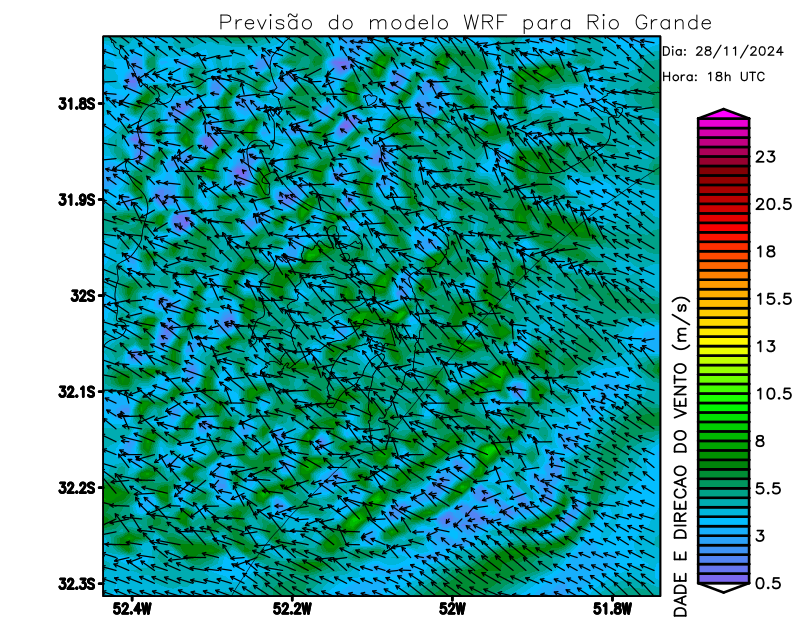 Previsão do modelo WRF para Rio Grande
Dia: 28/11/2024
Hora: 18h UTC
31.8S
31.9S
32S
32.1S
32.2S
32.3S
52.4W
52.2W
52W
51.8W
DADE E DIRECAO DO VENTO (m/s)
23
20.5
18
15.5
13
10.5
8
5.5
3
0.5